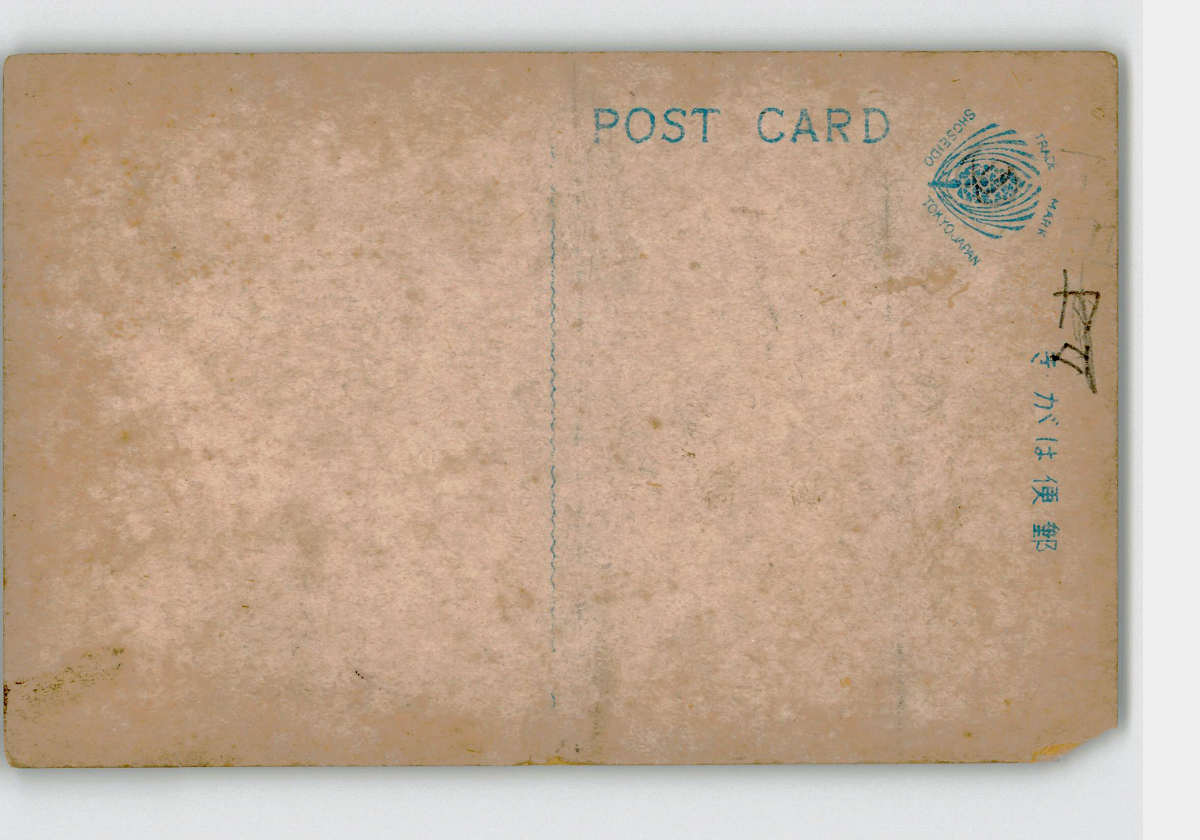 POST CARD
TRADE MARK
SHOSEIDO
TOKYO JAPAN
郵便はがき